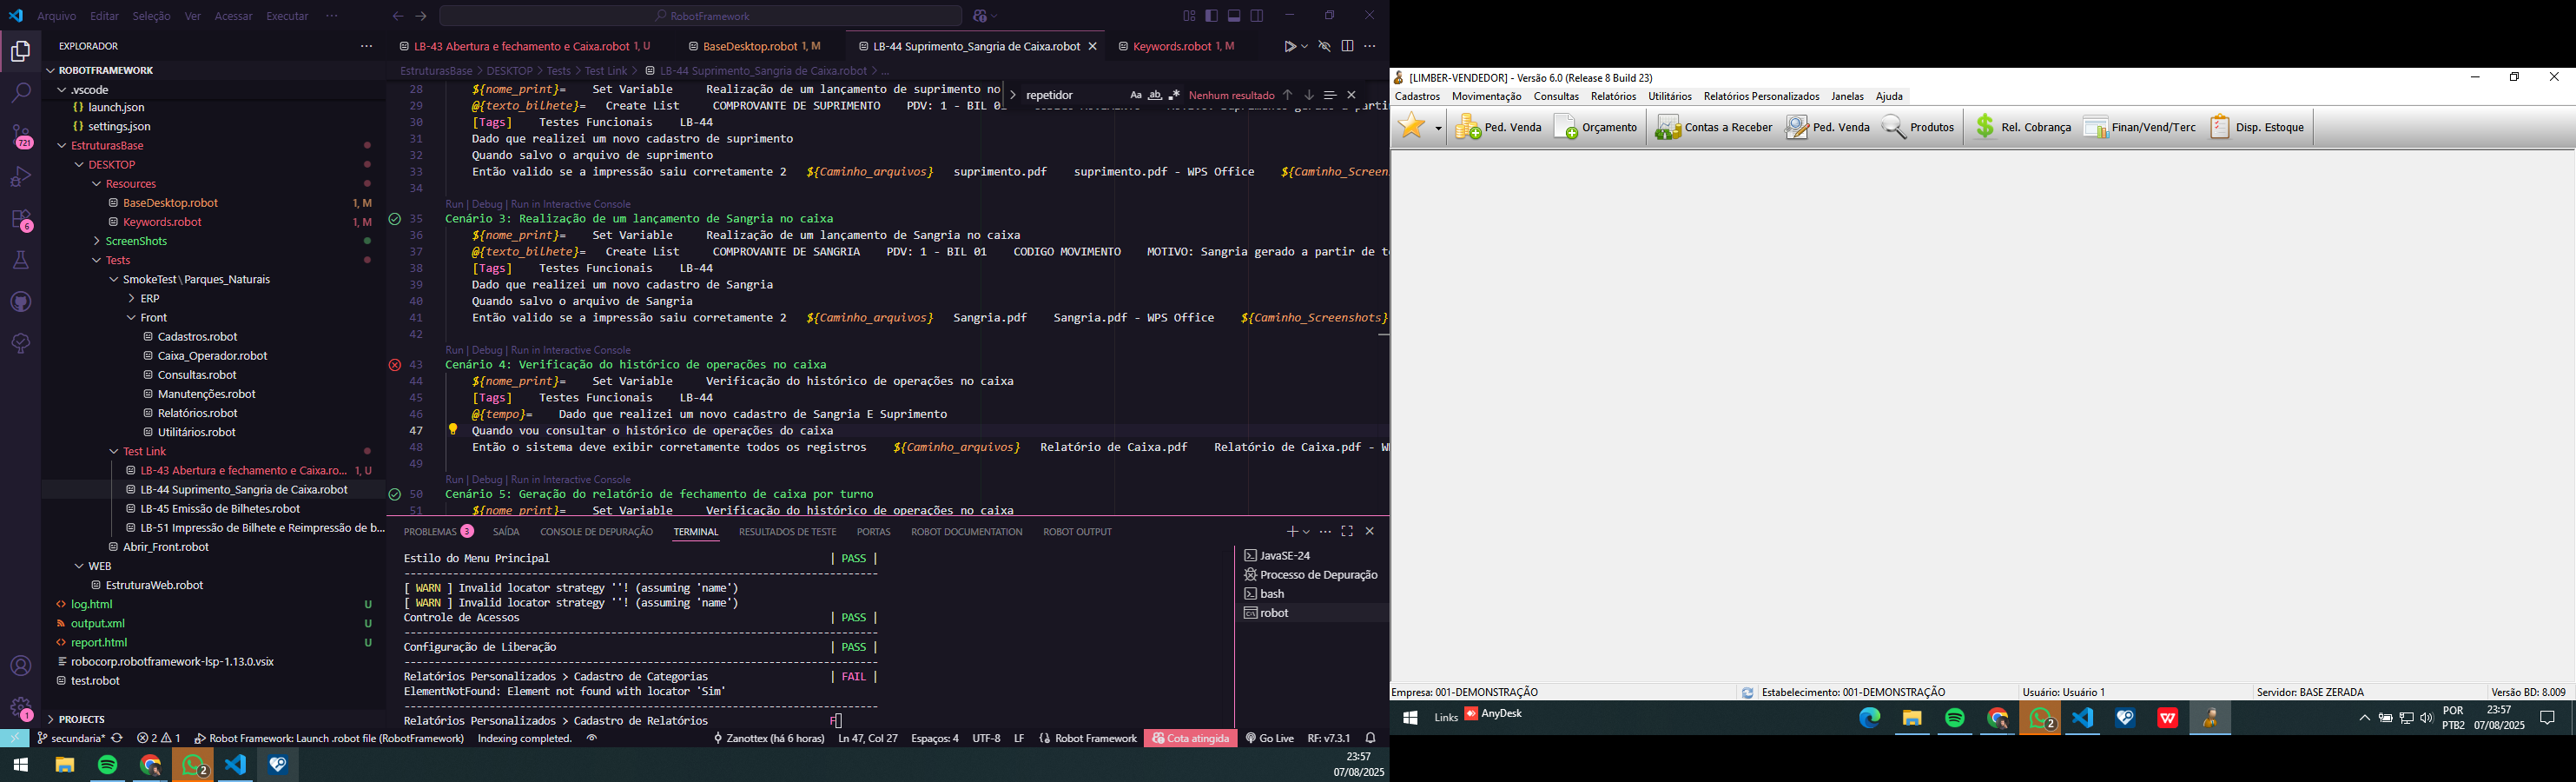 Arquivo Editar Seleção Ver Acessar Executar ··· RobotFramework
EXPLORADOR
ROBOTFRAMEWORK
.vscode
launch.json
settings.json
EstruturasBase
DESKTOP
Resources
BaseDesktop.robot 1, M
Keywords.robot 1, M
ScreenShots
Tests
SmokeTest\Parques_Naturais
ERP
Front
Cadastros.robot
Caixa_Operador.robot
Consultas.robot
Manutenções.robot
Relatórios.robot
Utilitários.robot
Test Link
LB-43 Abertura e fechamento e Caixa.ro... 1, U
LB-44 Suprimento_Sangria de Caixa.robot
LB-45 Emissão de Bilhetes.robot
LB-51 Impressão de Bilhete e Reimpressão de b...
Abrir_Front.robot
WEB
EstruturaWeb.robot
log.html U
output.xml U
report.html U
robocorp.robotframework-lsp-1.13.0.vsix
test.robot
PROJECTS
721
6
1
LB-43 Abertura e fechamento e Caixa.robot 1, U BaseDesktop.robot 1, M LB-44 Suprimento_Sangria de Caixa.robot Keywords.robot 1, M
EstruturasBase > DESKTOP > Tests > Test Link > LB-44 Suprimento_Sangria de Caixa.robot > ...
repetidor Aa ab .* Nenhum resultado
28 ${nome_print}= Set Variable Realização de um lançamento de suprimento no
29 @{texto_bilhete}= Create List COMPROVANTE DE SUPRIMENTO PDV: 1 - BIL 01
30 [Tags] Testes Funcionais LB-44
31 Dado que realizei um novo cadastro de suprimento
32 Quando salvo o arquivo de suprimento
33 Então valido se a impressão saiu corretamente 2 ${Caminho_arquivos} suprimento.pdf suprimento.pdf - WPS Office ${Caminho_Screen
34
Run | Debug | Run in Interactive Console
35 Cenário 3: Realização de um lançamento de Sangria no caixa
36 ${nome_print}= Set Variable Realização de um lançamento de Sangria no caixa
37 @{texto_bilhete}= Create List COMPROVANTE DE SANGRIA PDV: 1 - BIL 01 CODIGO MOVIMENTO MOTIVO: Sangria gerado a partir de te
38 [Tags] Testes Funcionais LB-44
39 Dado que realizei um novo cadastro de Sangria
40 Quando salvo o arquivo de Sangria
41 Então valido se a impressão saiu corretamente 2 ${Caminho_arquivos} Sangria.pdf Sangria.pdf - WPS Office ${Caminho_Screenshots}
42
Run | Debug | Run in Interactive Console
43 Cenário 4: Verificação do histórico de operações no caixa
44 ${nome_print}= Set Variable Verificação do histórico de operações no caixa
45 [Tags] Testes Funcionais LB-44
46 @{tempo}= Dado que realizei um novo cadastro de Sangria E Suprimento
47 Quando vou consultar o histórico de operações do caixa
48 Então o sistema deve exibir corretamente todos os registros ${Caminho_arquivos} Relatório de Caixa.pdf Relatório de Caixa.pdf - W
49
Run | Debug | Run in Interactive Console
50 Cenário 5: Geração do relatório de fechamento de caixa por turno
51 ${nome_print}= Set Variable Verificação do histórico de operações no caixa
PROBLEMAS 3 SAÍDA CONSOLE DE DEPURAÇÃO TERMINAL RESULTADOS DE TESTE PORTAS ROBOT DOCUMENTATION ROBOT OUTPUT
Estilo do Menu Principal | PASS |
------------------------------------------------------------------------------
[ WARN ] Invalid locator strategy ''! (assuming 'name')
[ WARN ] Invalid locator strategy ''! (assuming 'name')
Controle de Acessos | PASS |
------------------------------------------------------------------------------
Configuração de Liberação | PASS |
------------------------------------------------------------------------------
Relatórios Personalizados > Cadastro de Categorias | FAIL |
ElementNotFound: Element not found with locator 'Sim'
------------------------------------------------------------------------------
Relatórios Personalizados > Cadastro de Relatórios F
JavaSE-24
Processo de Depuração
bash
robot
secundaria* 2 1 Robot Framework: Launch .robot file (RobotFramework) Indexing completed. Zanottex (há 6 horas) Ln 47, Col 27 Espaços: 4 UTF-8 LF Robot Framework Cota atingida Go Live RF: v7.3.1
2
23:57
07/08/2025
[LIMBER-VENDEDOR] - Versão 6.0 (Release 8 Build 23)
Cadastros Movimentação Consultas Relatórios Utilitários Relatórios Personalizados Janelas Ajuda
Ped. Venda Orçamento Contas a Receber Ped. Venda Produtos Rel. Cobrança Finan/Vend/Terc Disp. Estoque
Empresa: 001-DEMONSTRAÇÃO Estabelecimento: 001-DEMONSTRAÇÃO Usuário: Usuário 1 Servidor: BASE ZERADA Versão BD: 8.009
Links AnyDesk 2 POR PTB2 23:57 07/08/2025